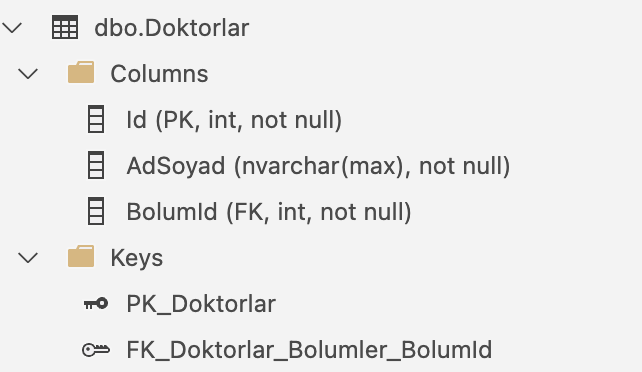 dbo.Doktorlar
Columns
Id (PK, int, not null)
AdSoyad (nvarchar(max), not null)
BolumId (FK, int, not null)
Keys
PK_Doktorlar
FK_Doktorlar_Bolumler_BolumId